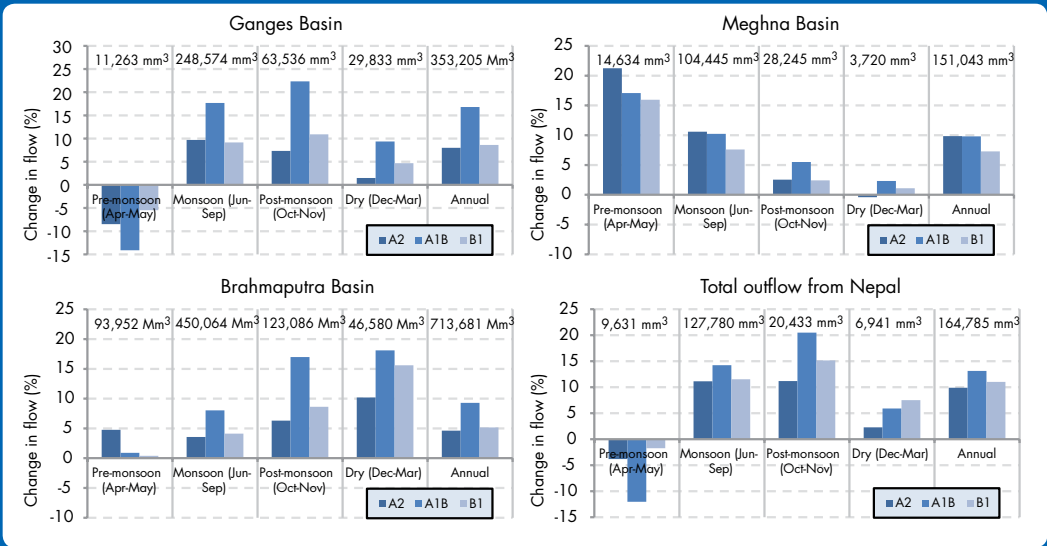 Ganges Basin
Change in flow (%)
30
25
20
15
10
5
0
-5
-10
-15
11,263 mm³ 248,574 Mm³ 63,536 mm³ 29,833 mm³ 353,205 Mm³
Pre-monsoon (Apr-May)
Monsoon (Jun-Sep)
Post-monsoon (Oct-Nov)
Dry (Dec-Mar)
Annual
A2 A1B B1
Meghna Basin
Change in flow (%)
25
20
15
10
5
0
-5
-10
14,634 mm³ 104,445 mm³ 28,245 mm³ 3,720 mm³ 151,043 mm³
Pre-monsoon (Apr-May)
Monsoon (Jun-Sep)
Post-monsoon (Oct-Nov)
Dry (Dec-Mar)
Annual
A2 A1B B1
Brahmaputra Basin
Change in flow (%)
25
20
15
10
5
0
-5
-10
93,952 Mm³ 450,064 Mm³ 123,086 Mm³ 46,580 Mm³ 713,681 Mm³
Pre-monsoon (Apr-May)
Monsoon (Jun-Sep)
Post-monsoon (Oct-Nov)
Dry (Dec-Mar)
Annual
A2 A1B B1
Total outflow from Nepal
Change in flow (%)
25
20
15
10
5
0
-5
-10
-15
9,631 mm³ 127,780 mm³ 20,433 mm³ 6,941 mm³ 164,785 mm³
Pre-monsoon (Apr-May)
Monsoon (Jun-Sep)
Post-monsoon (Oct-Nov)
Dry (Dec-Mar)
Annual
A2 A1B B1